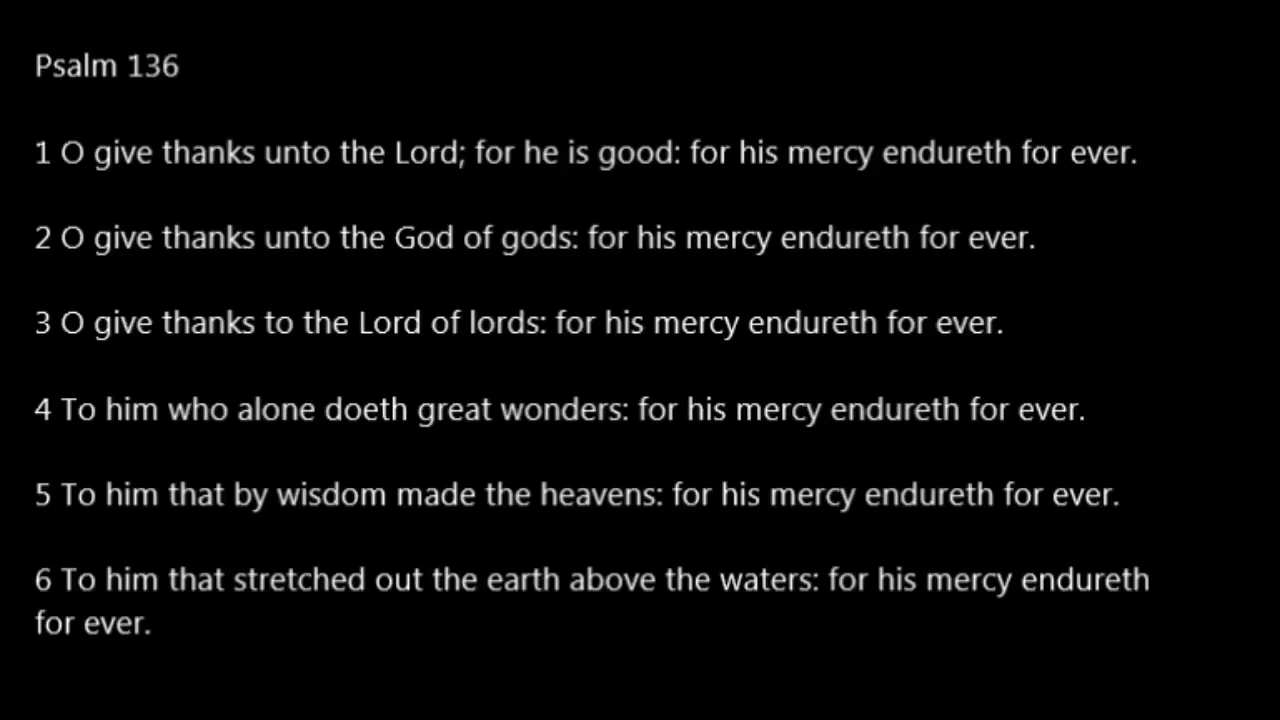 Psalm 136
1 O give thanks unto the Lord; for he is good: for his mercy endureth for ever.
2 O give thanks unto the God of gods: for his mercy endureth for ever.
3 O give thanks to the Lord of lords: for his mercy endureth for ever.
4 To him who alone doeth great wonders: for his mercy endureth for ever.
5 To him that by wisdom made the heavens: for his mercy endureth for ever.
6 To him that stretched out the earth above the waters: for his mercy endureth
for ever.